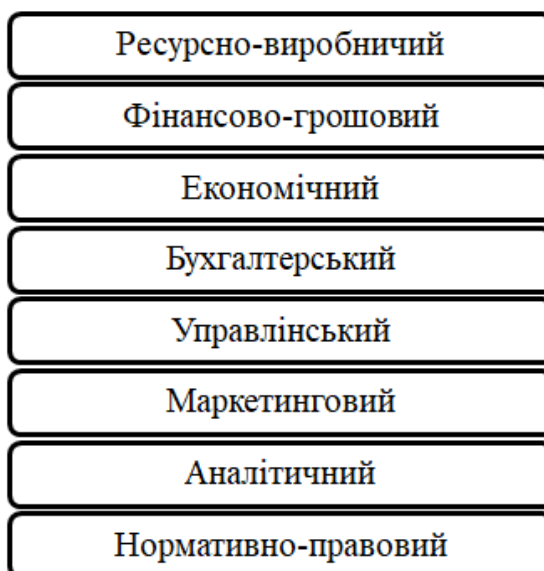 Ресурсно-виробничий
Фінансово-грошовий
Економічний
Бухгалтерський
Управлінський
Маркетинговий
Аналітичний
Нормативно-правовий